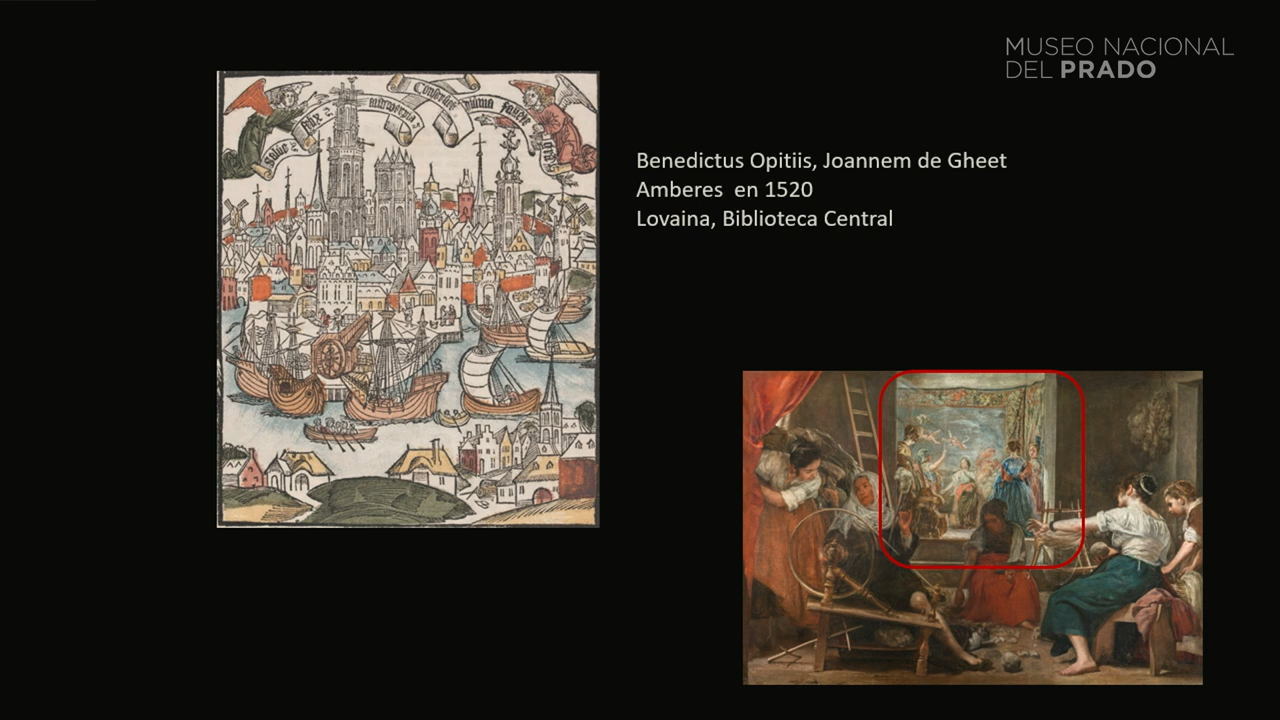 MUSEO NACIONAL
DEL PRADO
Benedictus Opitiis, Joannem de Gheet
Amberes en 1520
Lovaina, Biblioteca Central